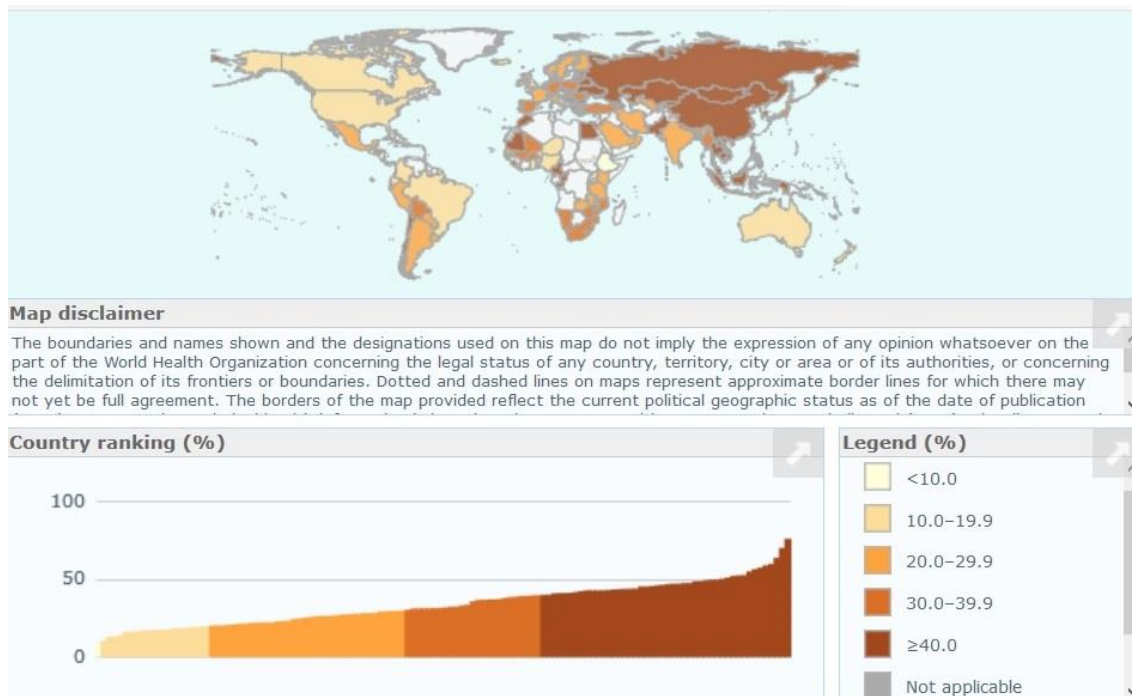 Map disclaimer
The boundaries and names shown and the designations used on this map do not imply the expression of any opinion whatsoever on the
part of the World Health Organization concerning the legal status of any country, territory, city or area or of its authorities, or concerning
the delimitation of its frontiers or boundaries. Dotted and dashed lines on maps represent approximate border lines for which there may
not yet be full agreement. The borders of the map provided reflect the current political geographic status as of the date of publication
Country ranking (%)
100
50
0
Legend (%)
<10.0
10.0–19.9
20.0–29.9
30.0–39.9
≥40.0
Not applicable